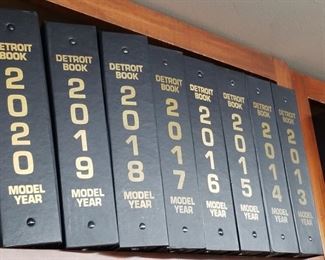 DETROIT
BOOK
2020
MODEL
YEAR
DETROIT
BOOK
2019
MODEL
YEAR
DETROIT
BOOK
2018
MODEL
YEAR
DETROIT
BOOK
2017
MODEL
YEAR
DETROIT
BOOK
2016
MODEL
YEAR
DETROIT
BOOK
2015
MODEL
YEAR
DETROIT
BOOK
2014
MODEL
YEAR
DETROIT
BOOK
2013
MODEL
YEAR